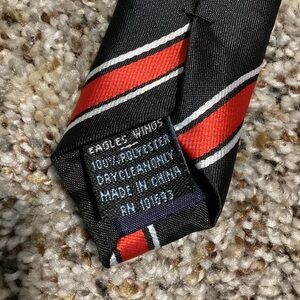 EAGLES WINGS
100% POLYESTER
DRYCLEANONLY
MADE IN CHINA
RN 101693